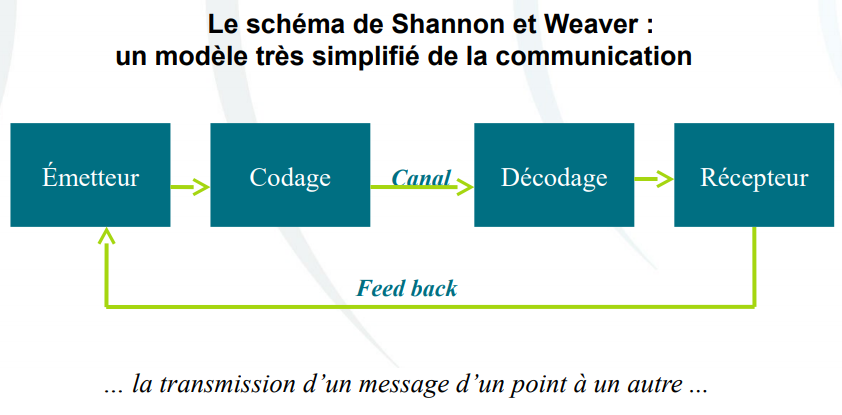 Le schéma de Shannon et Weaver :
un modèle très simplifié de la communication
Émetteur
Codage
Canal
Décodage
Récepteur
Feed back
... la transmission d’un message d’un point à un autre ...